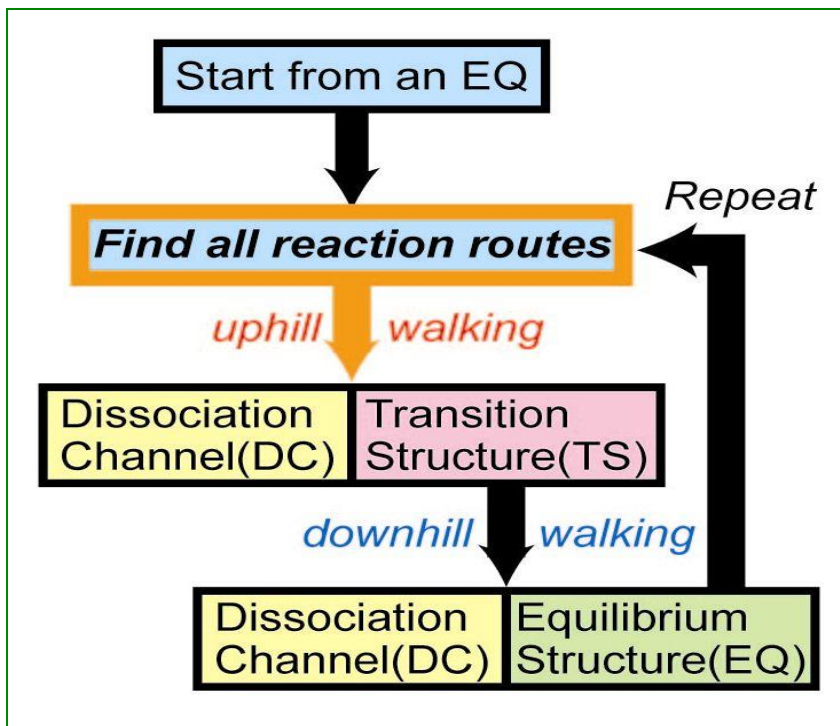 Start from an EQ
Repeat
Find all reaction routes
uphill walking
Dissociation
Channel(DC)
Transition
Structure(TS)
downhill walking
Dissociation
Channel(DC)
Equilibrium
Structure(EQ)